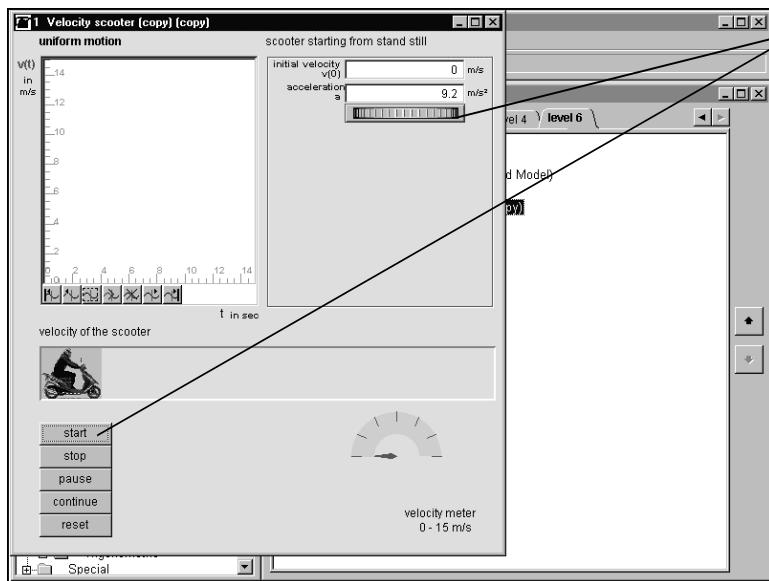 1 Velocity scooter (copy) (copy)
uniform motion
scooter starting from stand still
v(t)
in
m/s
14
12
10
8
6
4
2
0
0 2 4 6 8 10 12 14
t in sec
initial velocity
v(0) 0 m/s
acceleration
a 9.2 m/s²
vel 4 level 6
d Model)
py)
velocity of the scooter
start
stop
pause
continue
reset
velocity meter
0 - 15 m/s
Special